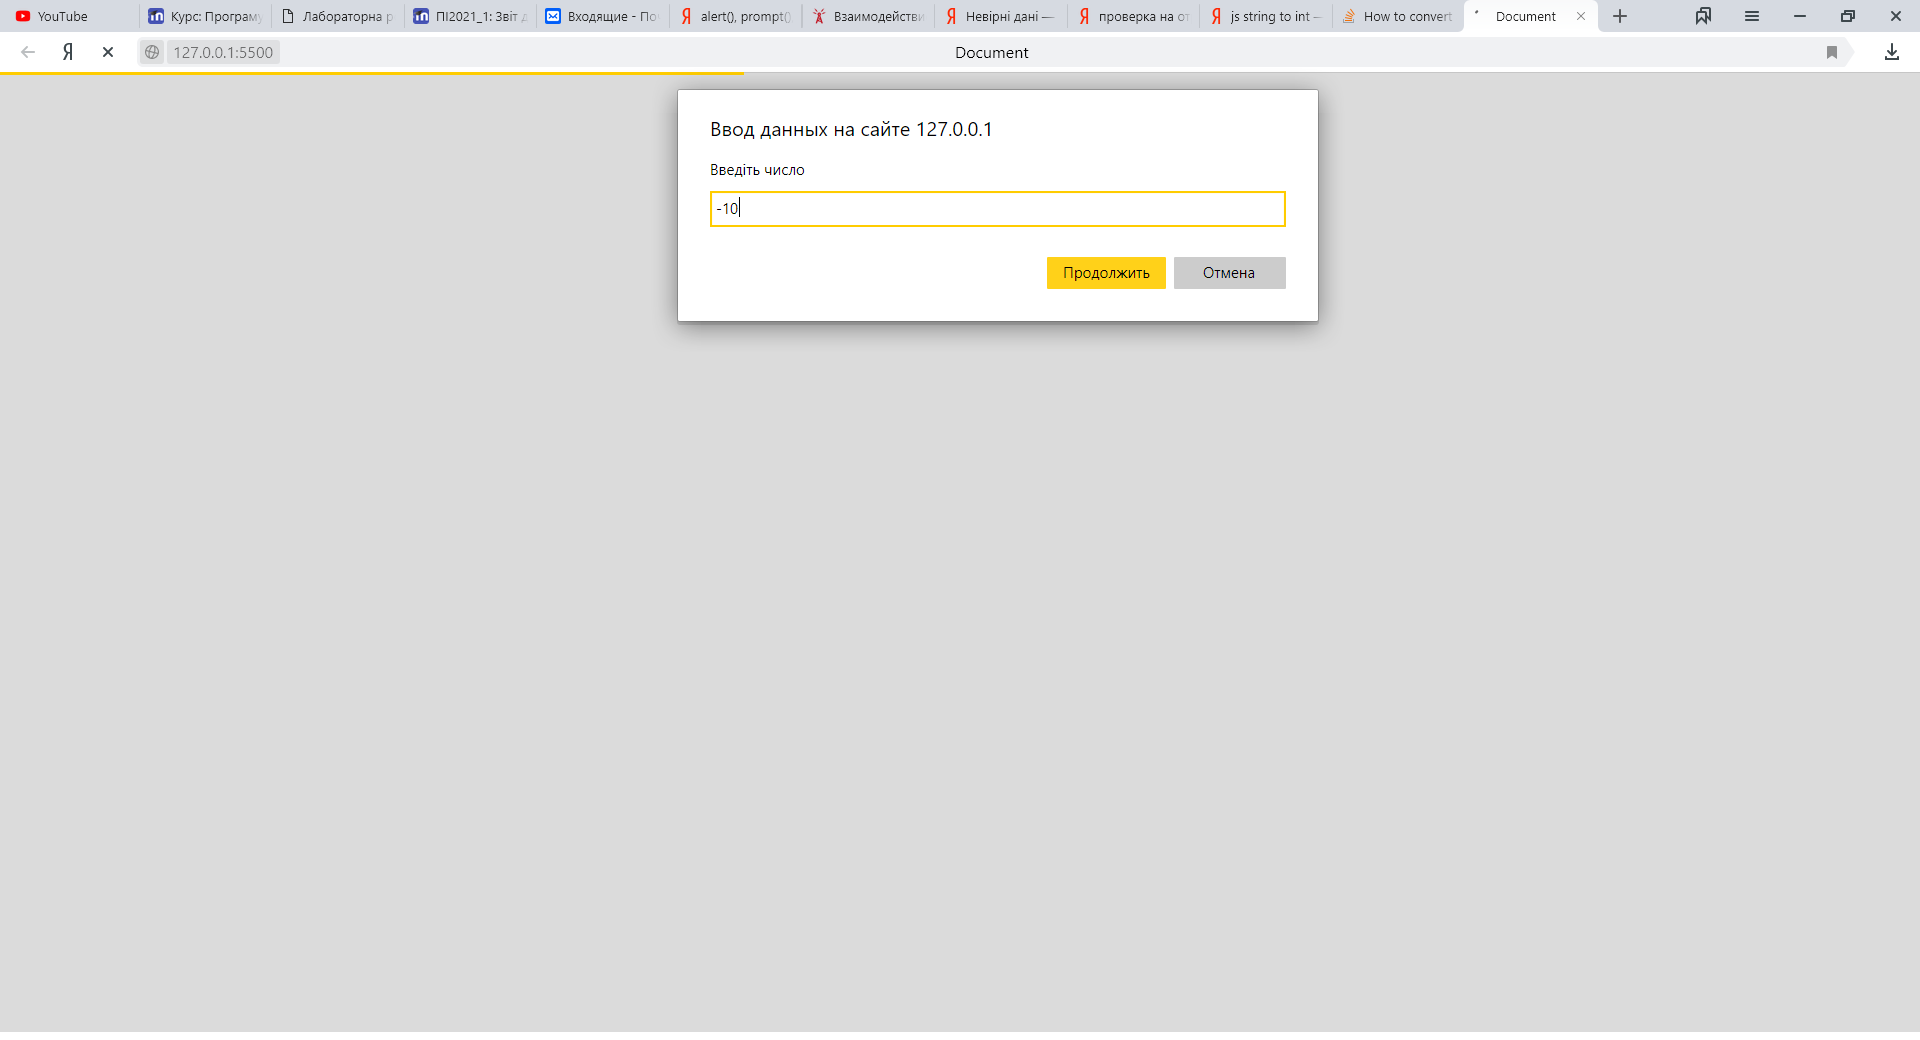 YouTube
Курс: Програму
Лабораторна р
ПІ2021_1: Звіт д
Входящие - По
alert(), prompt()
Взаимодействи
Невірні дані —
проверка на от
js string to int —
How to convert
Document
Я
127.0.0.1:5500
Document
Ввод данных на сайте 127.0.0.1
Введіть число
-10
Продолжить
Отмена